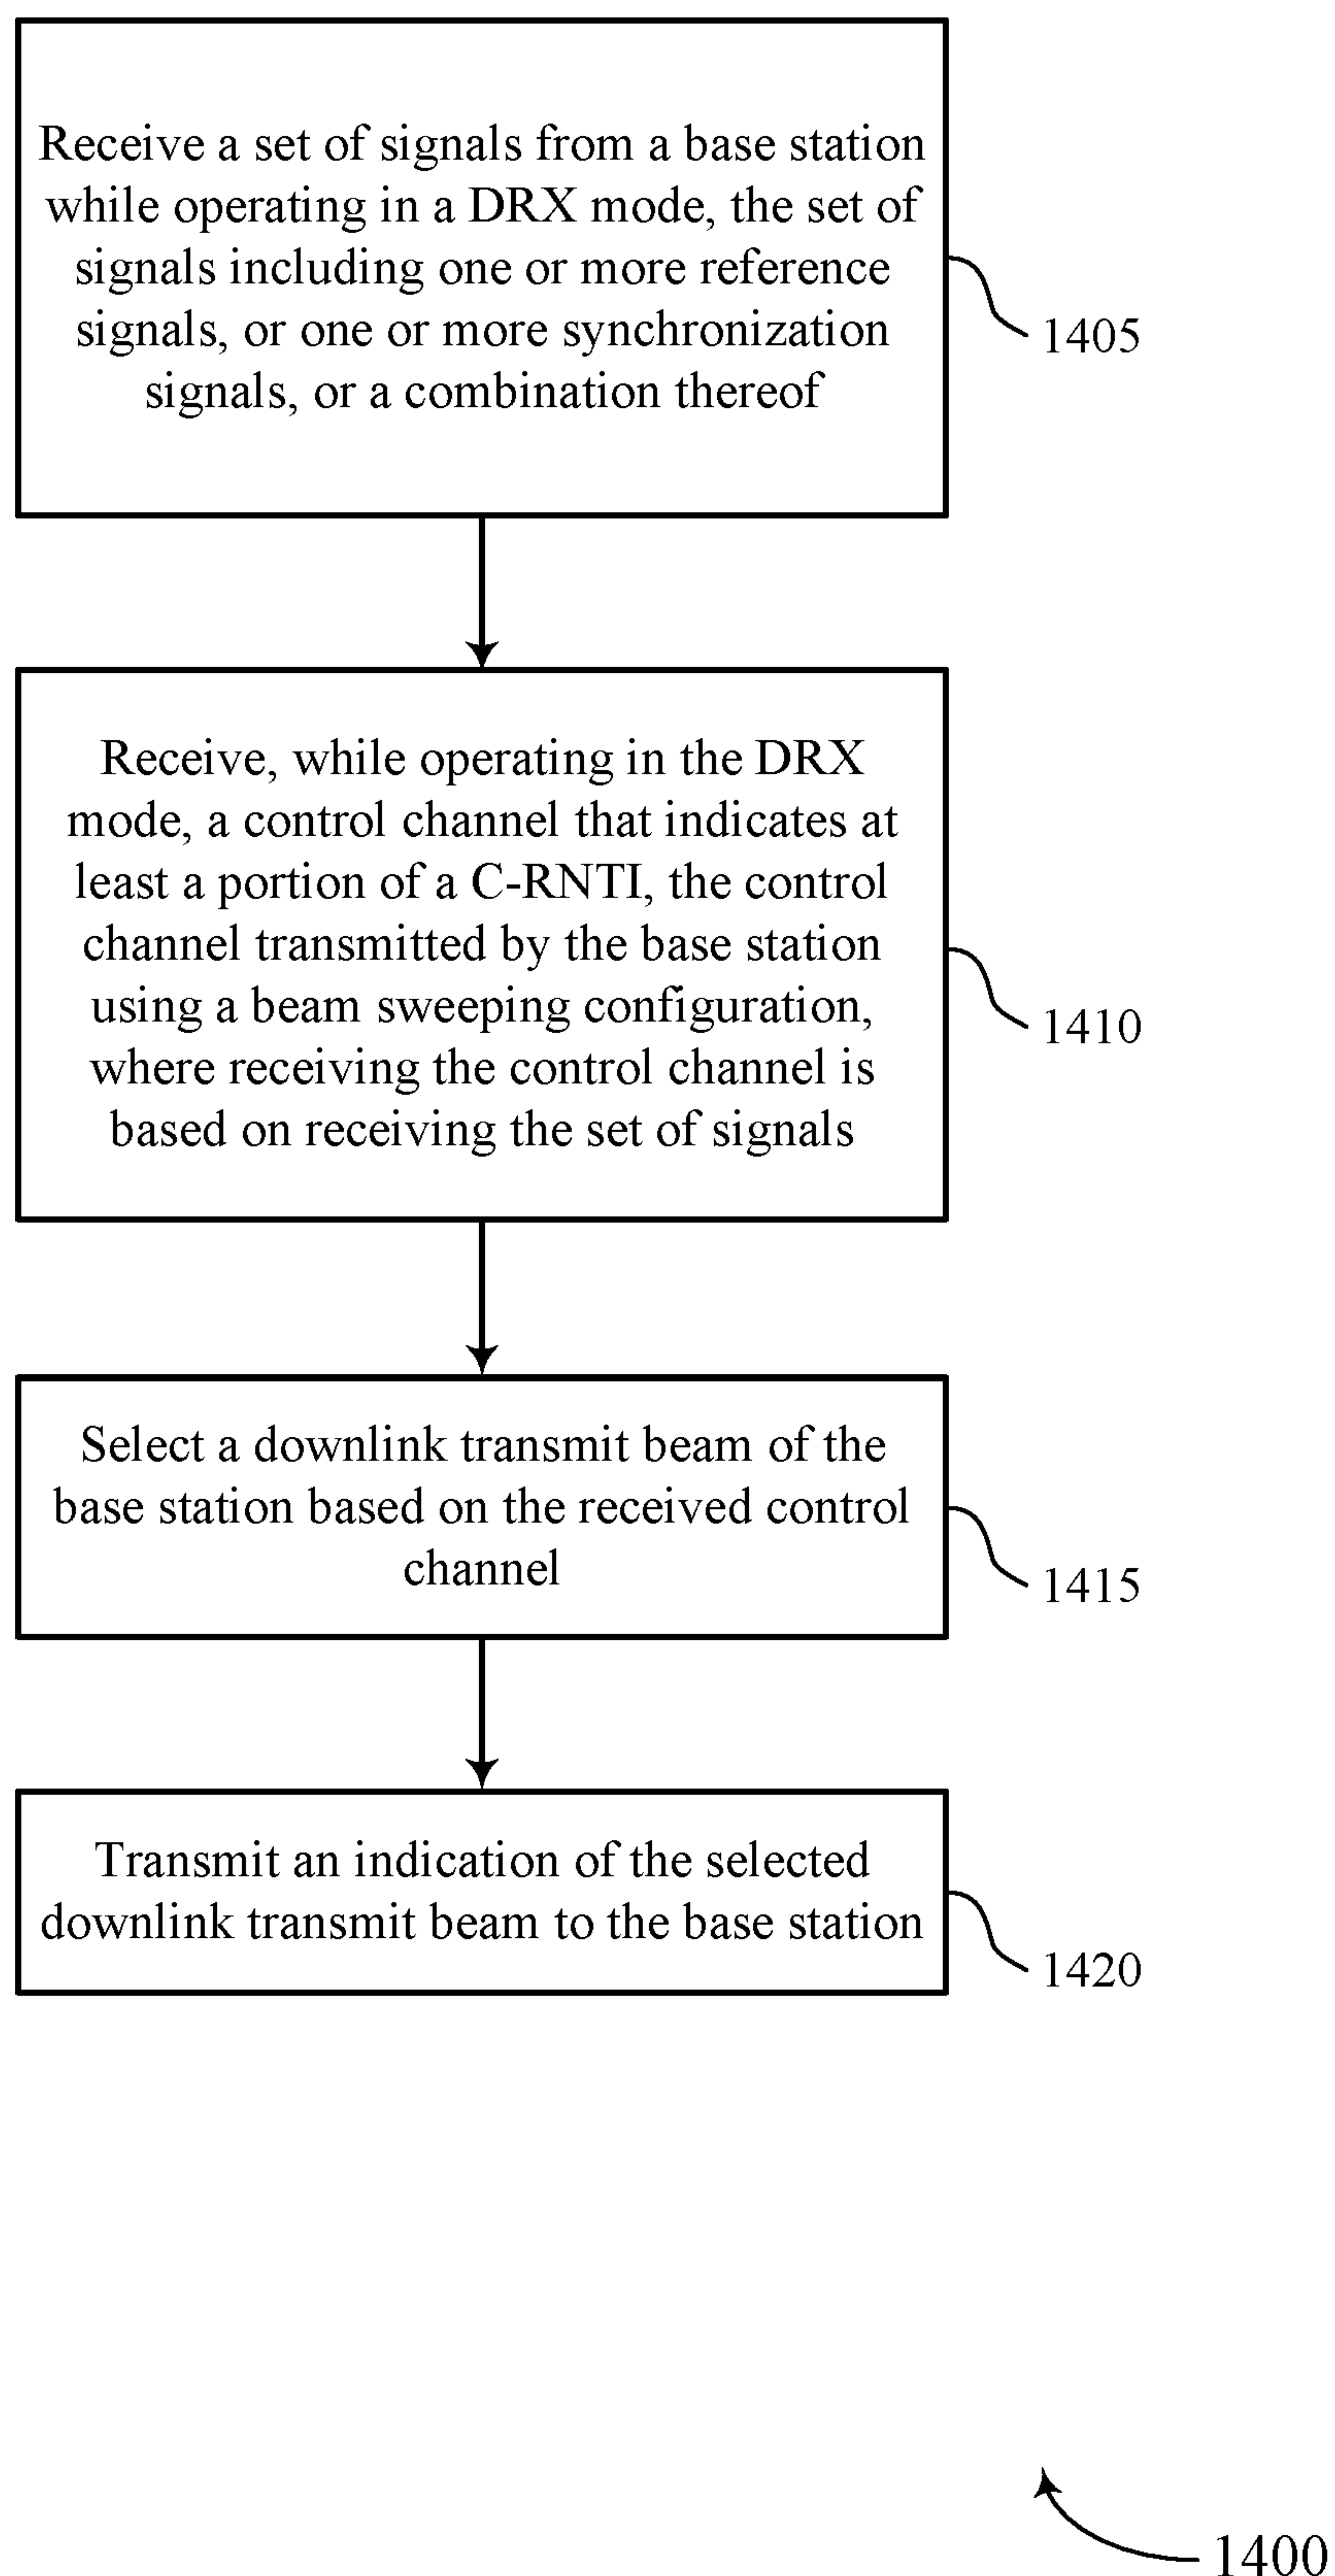 Receive a set of signals from a base station
while operating in a DRX mode, the set of
signals including one or more reference
signals, or one or more synchronization
signals, or a combination thereof
1405
Receive, while operating in the DRX
mode, a control channel that indicates at
least a portion of a C-RNTI, the control
channel transmitted by the base station
using a beam sweeping configuration,
where receiving the control channel is
based on receiving the set of signals
1410
Select a downlink transmit beam of the
base station based on the received control
channel
1415
Transmit an indication of the selected
downlink transmit beam to the base station
1420
1400